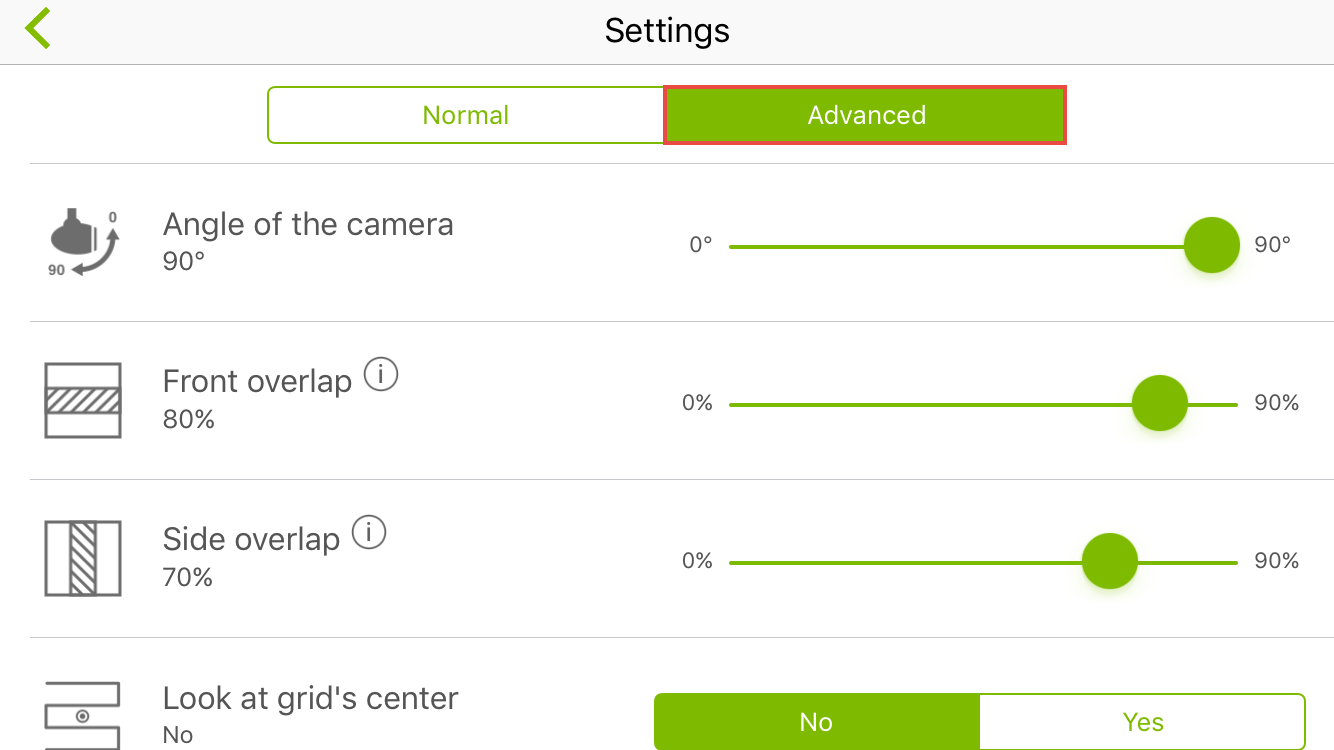 Settings
Normal Advanced
0
90
Angle of the camera
90°
0° 90°
Front overlap i
80%
0% 90%
Side overlap i
70%
0% 90%
Look at grid's center
No
No Yes